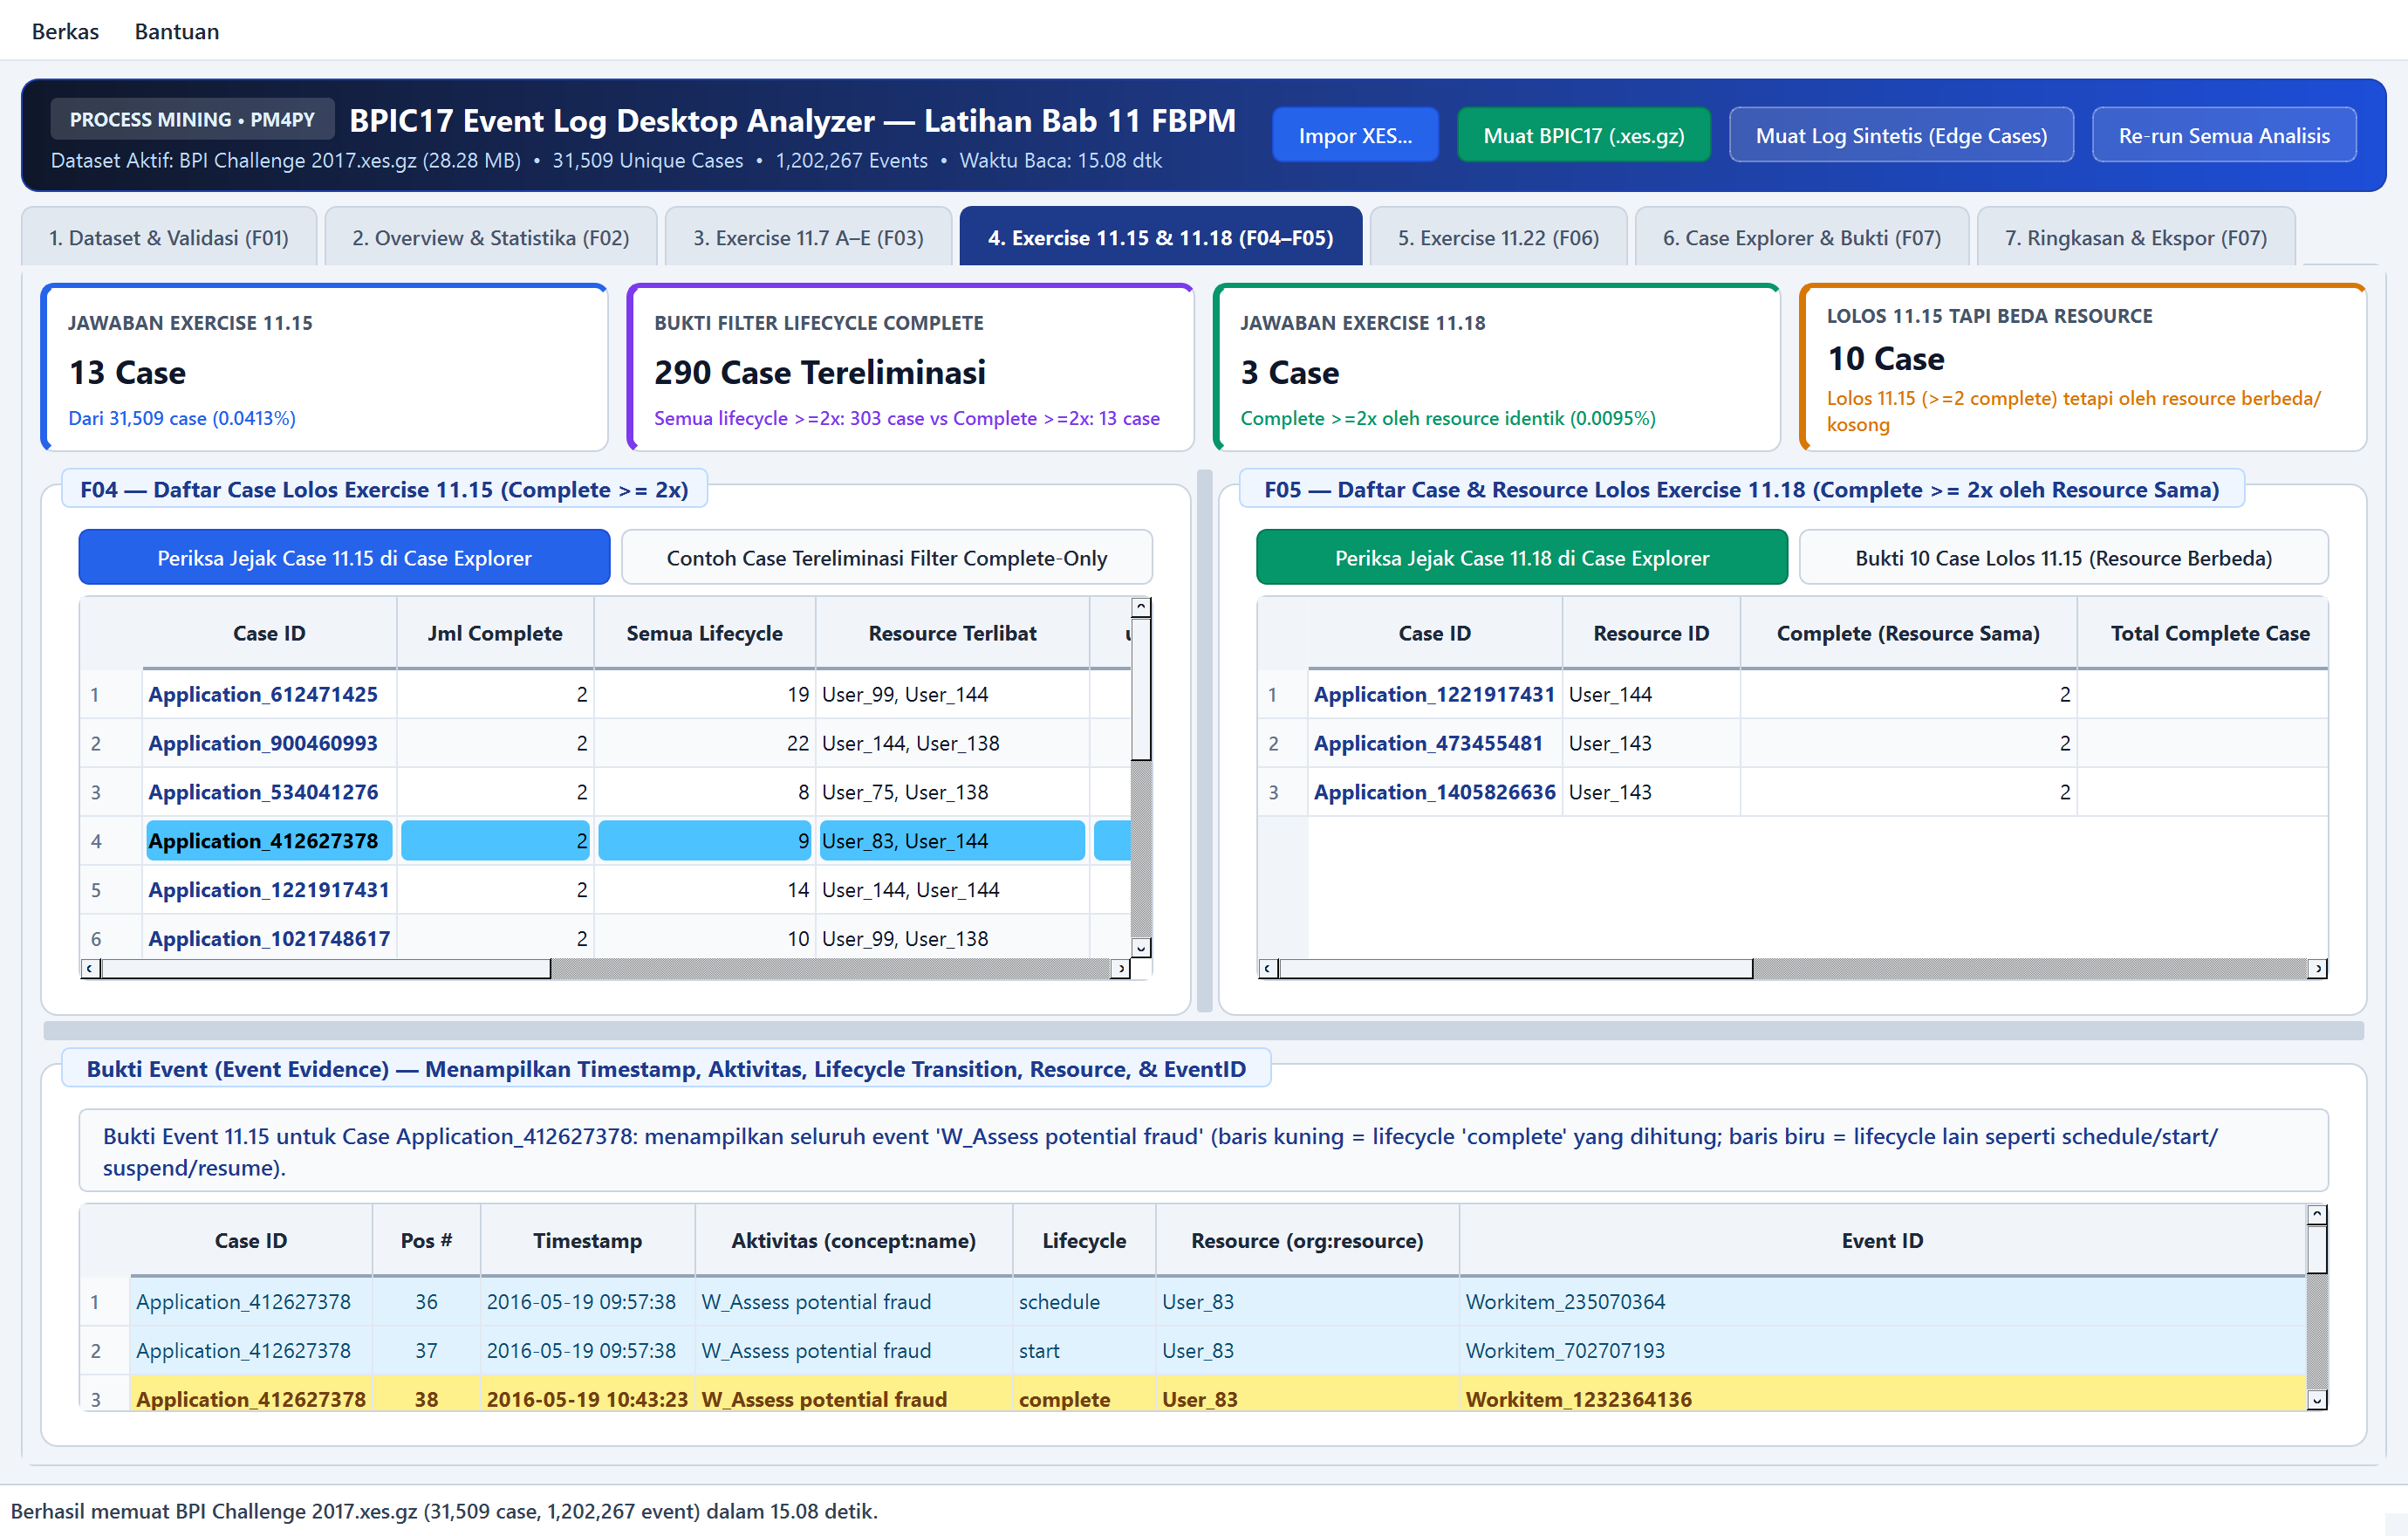 Berkas Bantuan
PROCESS MINING • PM4PY BPIC17 Event Log Desktop Analyzer — Latihan Bab 11 FBPM
Dataset Aktif: BPI Challenge 2017.xes.gz (28.28 MB) • 31,509 Unique Cases • 1,202,267 Events • Waktu Baca: 15.08 dtk
Impor XES... Muat BPIC17 (.xes.gz) Muat Log Sintetis (Edge Cases) Re-run Semua Analisis
1. Dataset & Validasi (F01) 2. Overview & Statistika (F02) 3. Exercise 11.7 A–E (F03) 4. Exercise 11.15 & 11.18 (F04–F05) 5. Exercise 11.22 (F06) 6. Case Explorer & Bukti (F07) 7. Ringkasan & Ekspor (F07)
JAWABAN EXERCISE 11.15
13 Case
Dari 31,509 case (0.0413%)
BUKTI FILTER LIFECYCLE COMPLETE
290 Case Tereliminasi
Semua lifecycle >=2x: 303 case vs Complete >=2x: 13 case
JAWABAN EXERCISE 11.18
3 Case
Complete >=2x oleh resource identik (0.0095%)
LOLOS 11.15 TAPI BEDA RESOURCE
10 Case
Lolos 11.15 (>=2 complete) tetapi oleh resource berbeda/
kosong
F04 — Daftar Case Lolos Exercise 11.15 (Complete >= 2x)
Periksa Jejak Case 11.15 di Case Explorer Contoh Case Tereliminasi Filter Complete-Only
Case ID Jml Complete Semua Lifecycle Resource Terlibat
1 Application_612471425 2 19 User_99, User_144
2 Application_900460993 2 22 User_144, User_138
3 Application_534041276 2 8 User_75, User_138
4 Application_412627378 2 9 User_83, User_144
5 Application_1221917431 2 14 User_144, User_144
6 Application_1021748617 2 10 User_99, User_138
F05 — Daftar Case & Resource Lolos Exercise 11.18 (Complete >= 2x oleh Resource Sama)
Periksa Jejak Case 11.18 di Case Explorer Bukti 10 Case Lolos 11.15 (Resource Berbeda)
Case ID Resource ID Complete (Resource Sama) Total Complete Case
1 Application_1221917431 User_144 2
2 Application_473455481 User_143 2
3 Application_1405826636 User_143 2
Bukti Event (Event Evidence) — Menampilkan Timestamp, Aktivitas, Lifecycle Transition, Resource, & EventID
Bukti Event 11.15 untuk Case Application_412627378: menampilkan seluruh event 'W_Assess potential fraud' (baris kuning = lifecycle 'complete' yang dihitung; baris biru = lifecycle lain seperti schedule/start/
suspend/resume).
Case ID Pos # Timestamp Aktivitas (concept:name) Lifecycle Resource (org:resource) Event ID
1 Application_412627378 36 2016-05-19 09:57:38 W_Assess potential fraud schedule User_83 Workitem_235070364
2 Application_412627378 37 2016-05-19 09:57:38 W_Assess potential fraud start User_83 Workitem_702707193
3 Application_412627378 38 2016-05-19 10:43:23 W_Assess potential fraud complete User_83 Workitem_1232364136
Berhasil memuat BPI Challenge 2017.xes.gz (31,509 case, 1,202,267 event) dalam 15.08 detik.